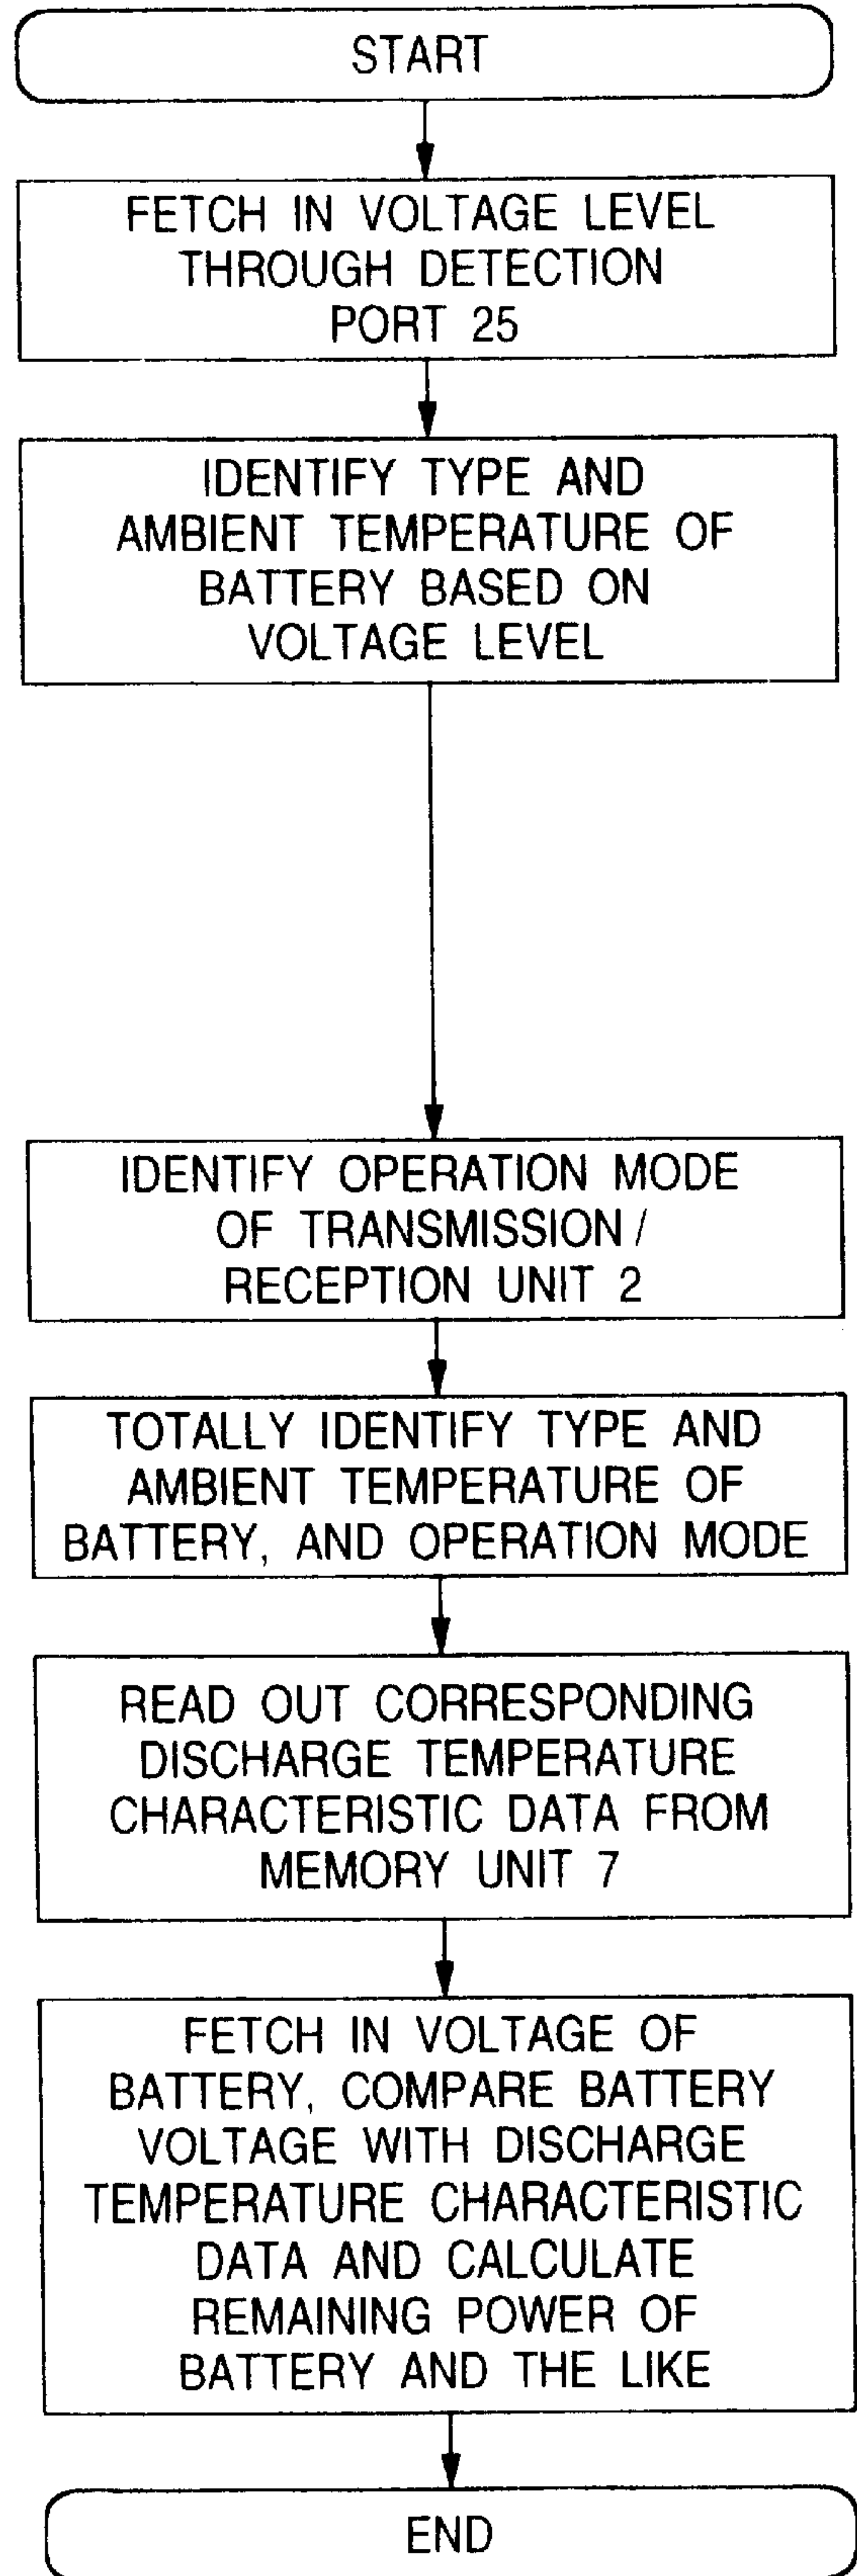 START
FETCH IN VOLTAGE LEVEL
THROUGH DETECTION
PORT 25
IDENTIFY TYPE AND
AMBIENT TEMPERATURE OF
BATTERY BASED ON
VOLTAGE LEVEL
IDENTIFY OPERATION MODE
OF TRANSMISSION /
RECEPTION UNIT 2
TOTALLY IDENTIFY TYPE AND
AMBIENT TEMPERATURE OF
BATTERY, AND OPERATION MODE
READ OUT CORRESPONDING
DISCHARGE TEMPERATURE
CHARACTERISTIC DATA FROM
MEMORY UNIT 7
FETCH IN VOLTAGE OF
BATTERY, COMPARE BATTERY
VOLTAGE WITH DISCHARGE
TEMPERATURE CHARACTERISTIC
DATA AND CALCULATE
REMAINING POWER OF
BATTERY AND THE LIKE
END